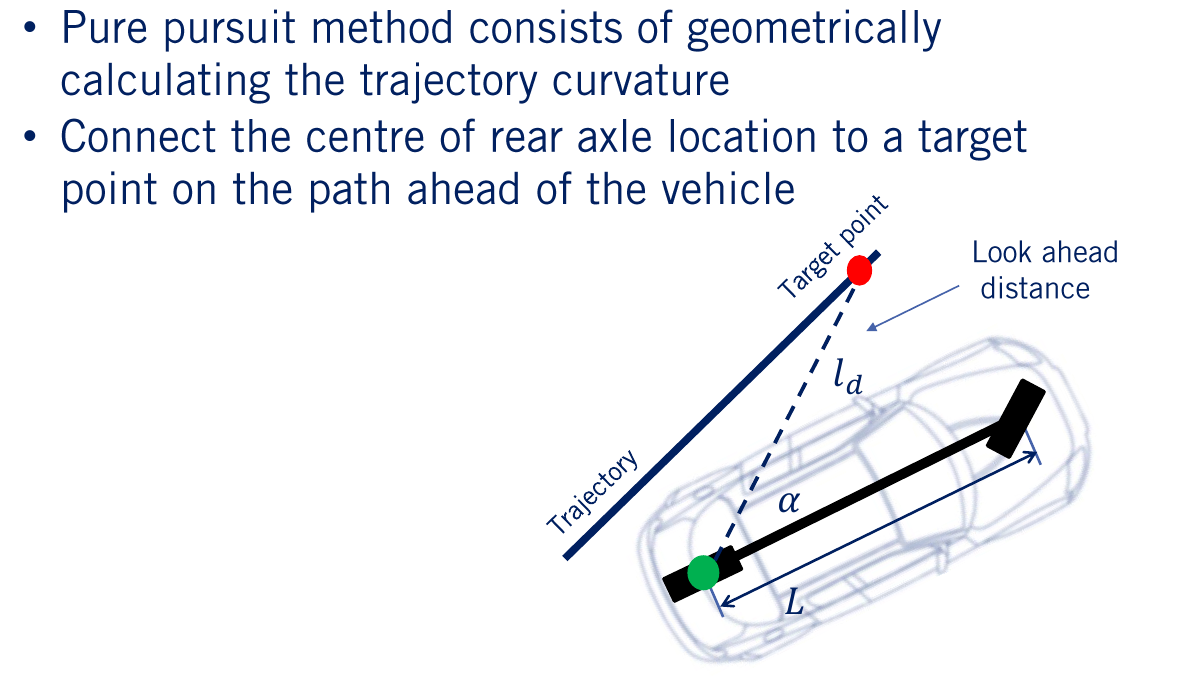 • Pure pursuit method consists of geometrically
calculating the trajectory curvature
• Connect the centre of rear axle location to a target
point on the path ahead of the vehicle
Target point
Look ahead
distance
l_d
Trajectory
α
L